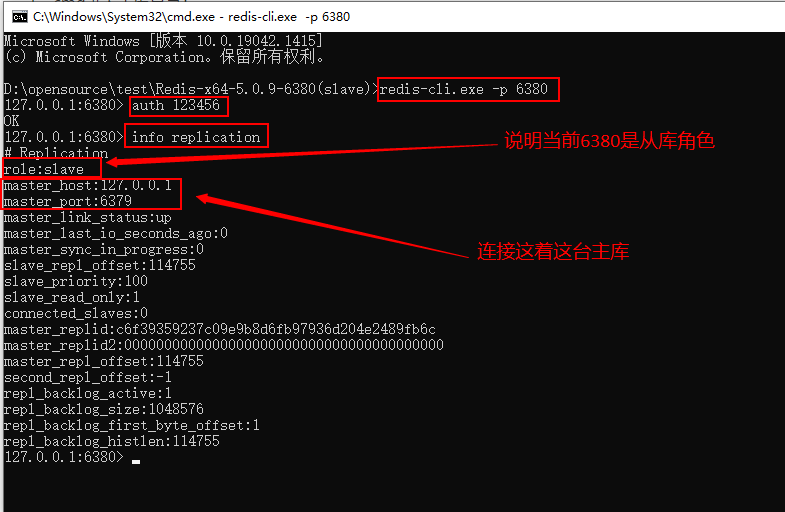 C:\Windows\System32\cmd.exe - redis-cli.exe -p 6380
Microsoft Windows [版本 10.0.19042.1415]
(c) Microsoft Corporation。保留所有权利。
D:\opensource\test\Redis-x64-5.0.9-6380(slave)>redis-cli.exe -p 6380
127.0.0.1:6380> auth 123456
OK
127.0.0.1:6380> info replication
# Replication
说明当前6380是从库角色
role:slave
master_host:127.0.0.1
master_port:6379
master_link_status:up
master_last_io_seconds_ago:0
连接这着这台主库
master_sync_in_progress:0
slave_repl_offset:114755
slave_priority:100
slave_read_only:1
connected_slaves:0
master_replid:c6f39359237c09e9b8d6fb97936d204e2489fb6c
master_replid2:0000000000000000000000000000000000000000
master_repl_offset:114755
second_repl_offset:-1
repl_backlog_active:1
repl_backlog_size:1048576
repl_backlog_first_byte_offset:1
repl_backlog_histlen:114755
127.0.0.1:6380>